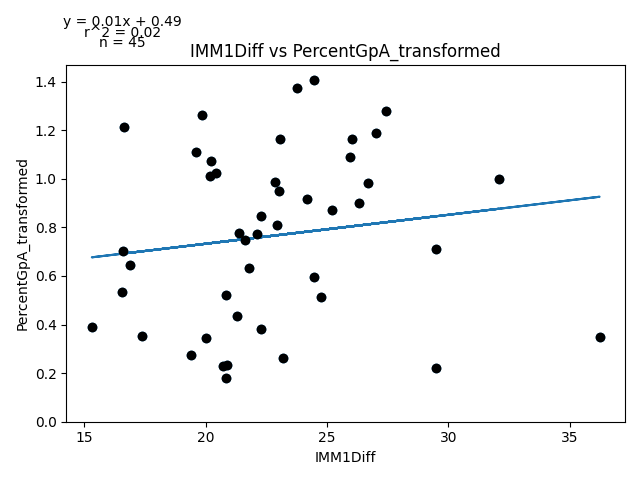 y = 0.01x + 0.49
r^2 = 0.02
n = 45
IMM1Diff vs PercentGpA_transformed
PercentGpA_transformed
1.4
1.2
1.0
0.8
0.6
0.4
0.2
0.0
15 20 25 30 35
IMM1Diff